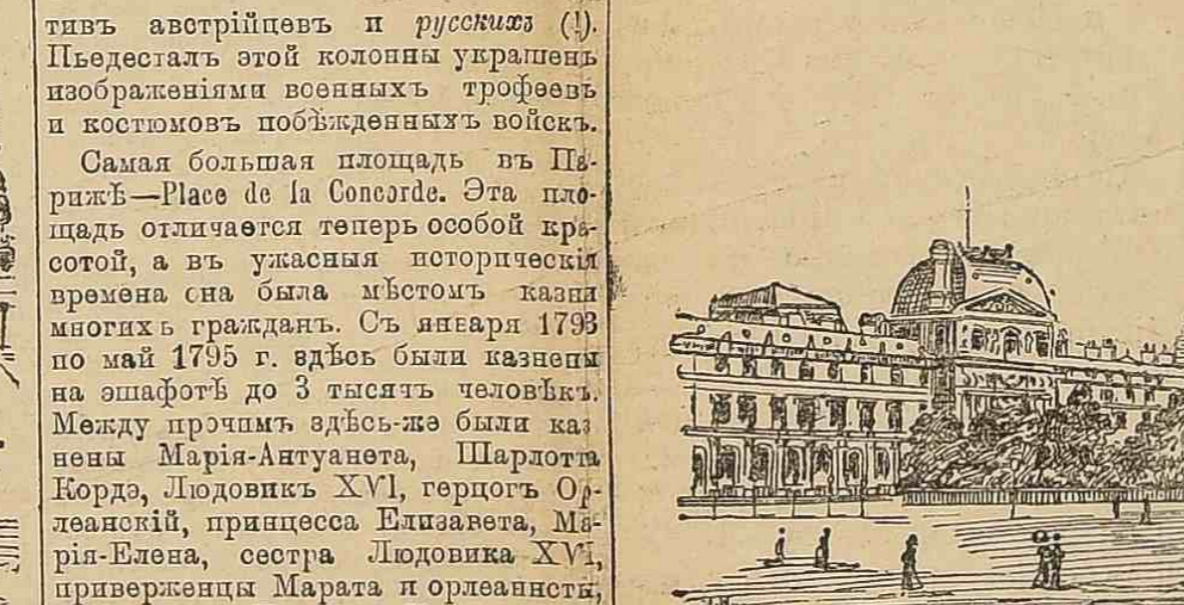 тивъ австрійцевъ и русскихъ (!).
Пьедесталъ этой колонны украшенъ
изображеніями военныхъ трофеевъ
и костюмовъ побѣжденныхъ войскъ.
Самая большая площадь въ Па-
рижѣ—Place de la Concorde. Эта пло-
щадь отличается теперь особой кра-
сотой, а въ ужасныя историческія
времена она была мѣстомъ казни
многихъ гражданъ. Съ января 1793
по май 1795 г. здѣсь были казнены
на эшафотѣ до 3 тысячъ человѣкъ.
Между прочимъ здѣсь-же были каз
нены Марія-Антуанета, Шарлотта
Кордэ, Людовикъ XVI, герцогъ Ор-
леанскій, принцесса Елизавета, Ма-
рія-Елена, сестра Людовика XVI,
приверженцы Марата и орлеанисты,